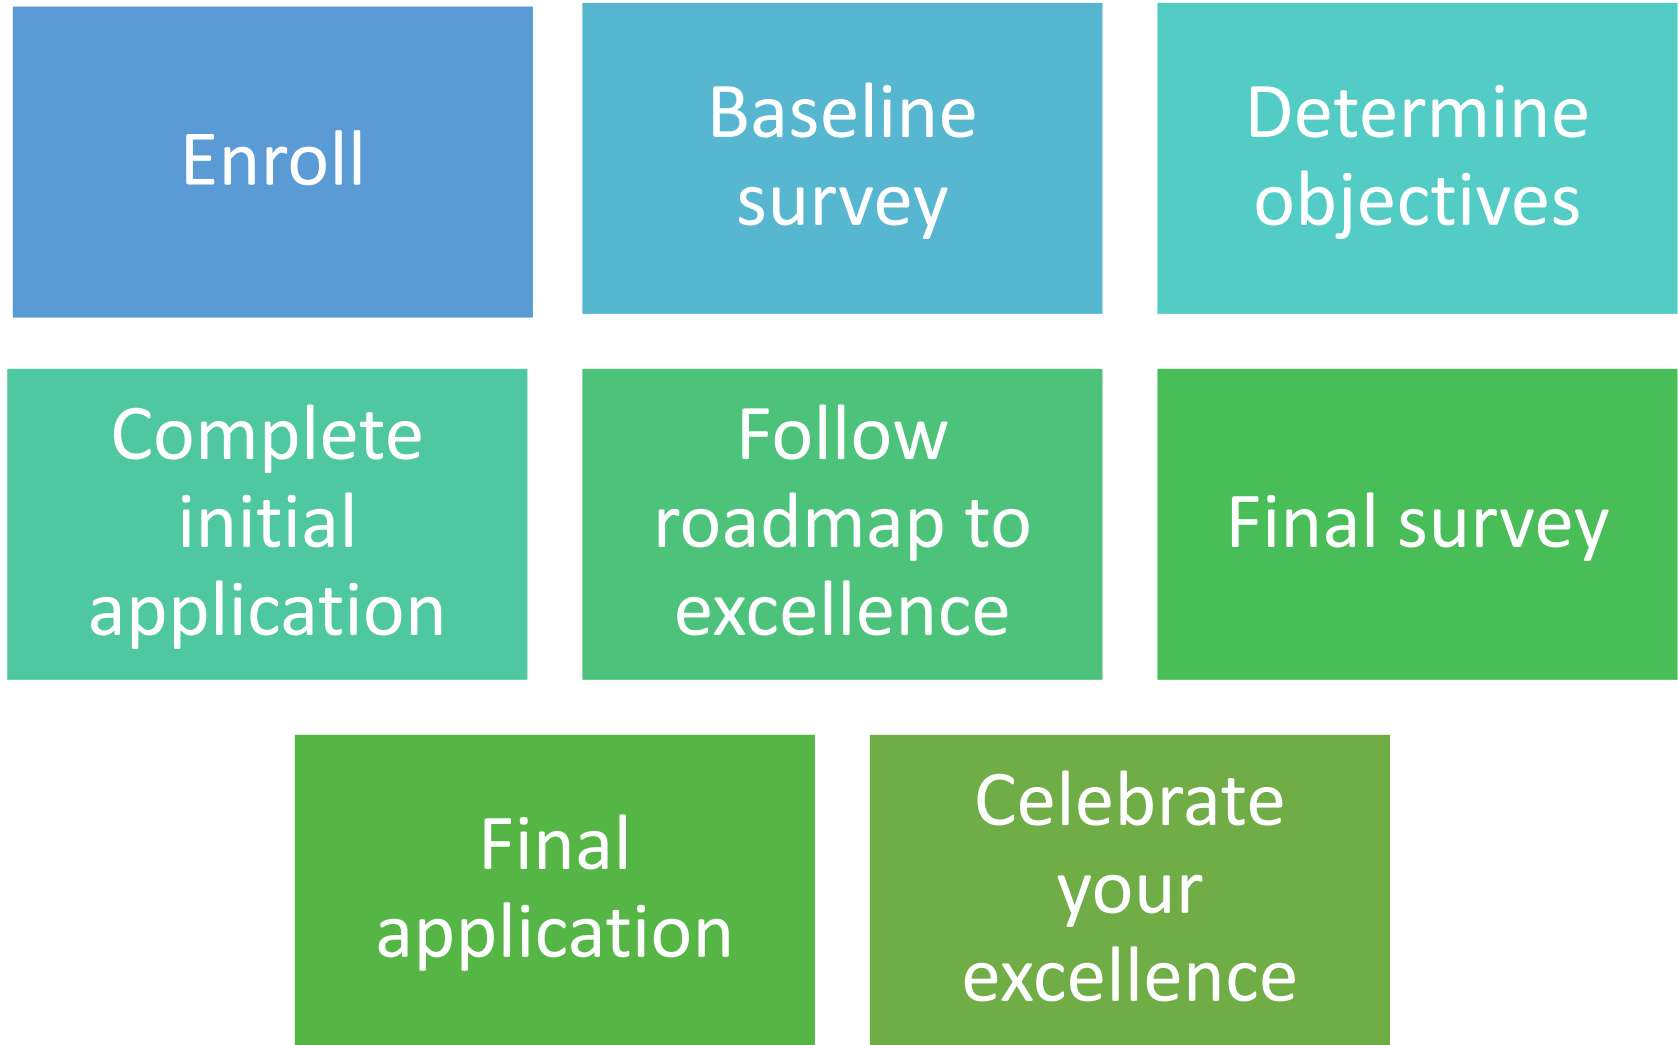 Enroll
Baseline
survey
Determine
objectives
Complete
initial
application
Follow
roadmap to
excellence
Final survey
Final
application
Celebrate
your
excellence